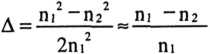 Δ = n₁² − n₂² / 2n₁² ≈ n₁ − n₂ / n₁